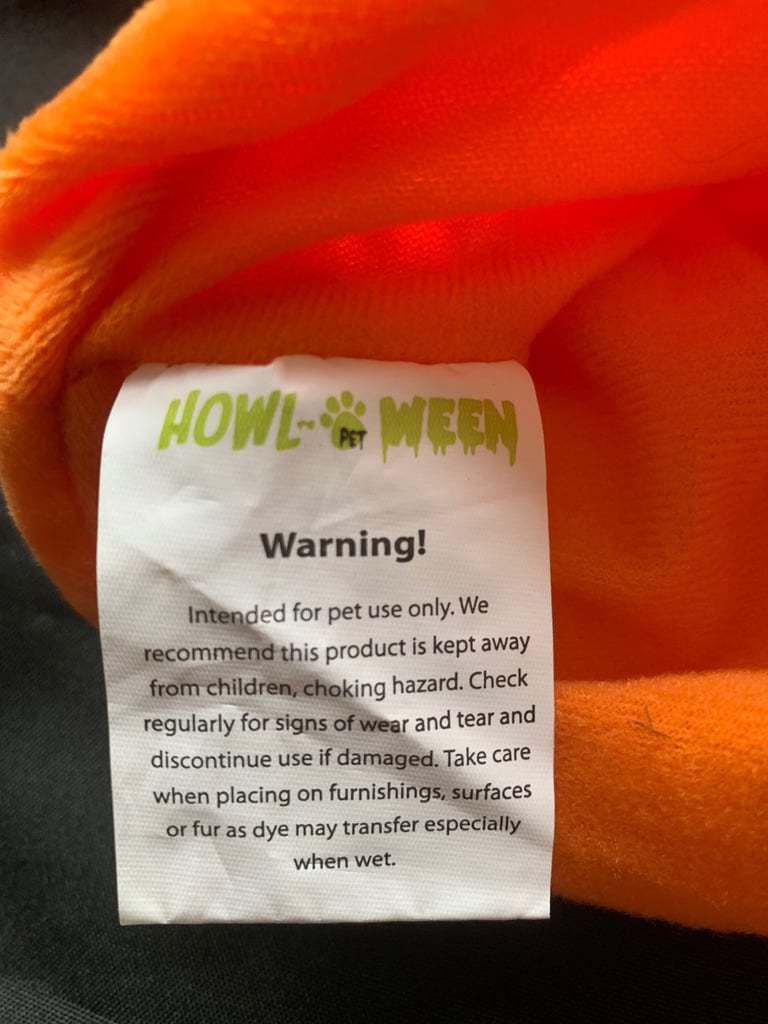 HOWL-O WEEN
PET
Warning!
Intended for pet use only. We
recommend this product is kept away
from children, choking hazard. Check
regularly for signs of wear and tear and
discontinue use if damaged. Take care
when placing on furnishings, surfaces
or fur as dye may transfer especially
when wet.